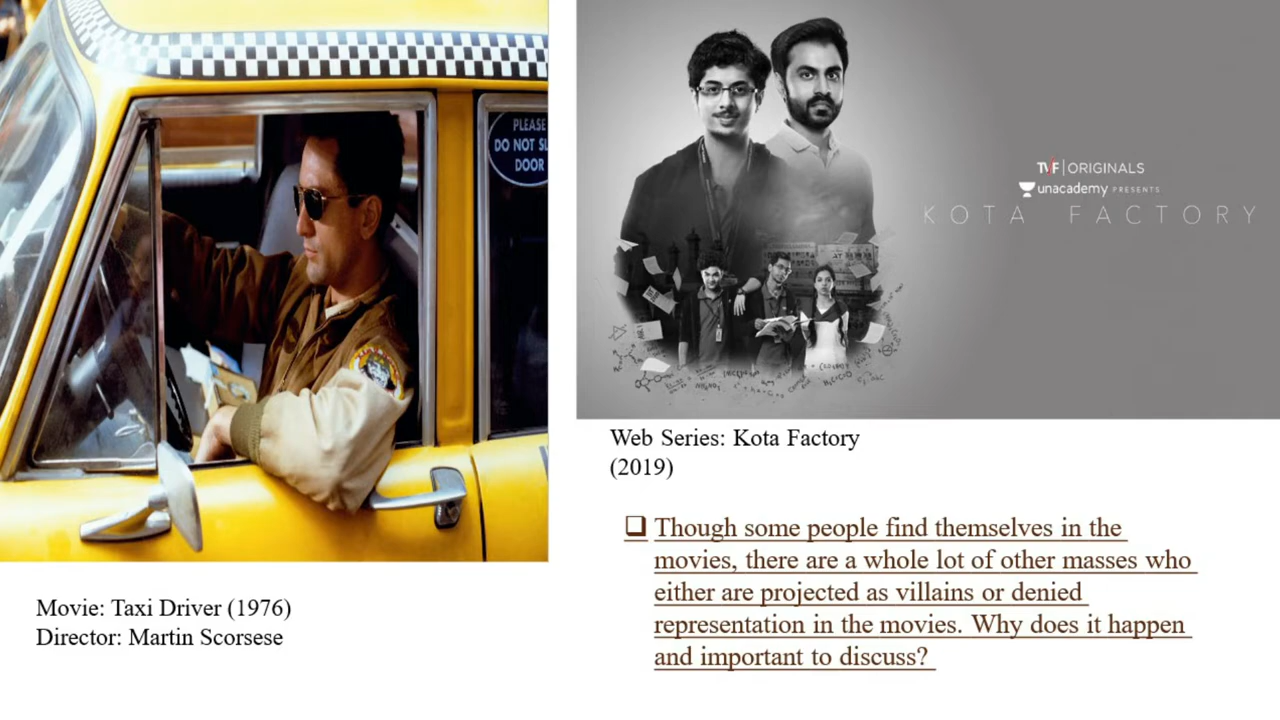 PLEASE
DO NOT SL
DOOR
TVF|ORIGINALS
unacademy PRESENTS
KOTA FACTORY
Web Series: Kota Factory
(2019)
❑ Though some people find themselves in the
movies, there are a whole lot of other masses who
either are projected as villains or denied
representation in the movies. Why does it happen
and important to discuss?
Movie: Taxi Driver (1976)
Director: Martin Scorsese